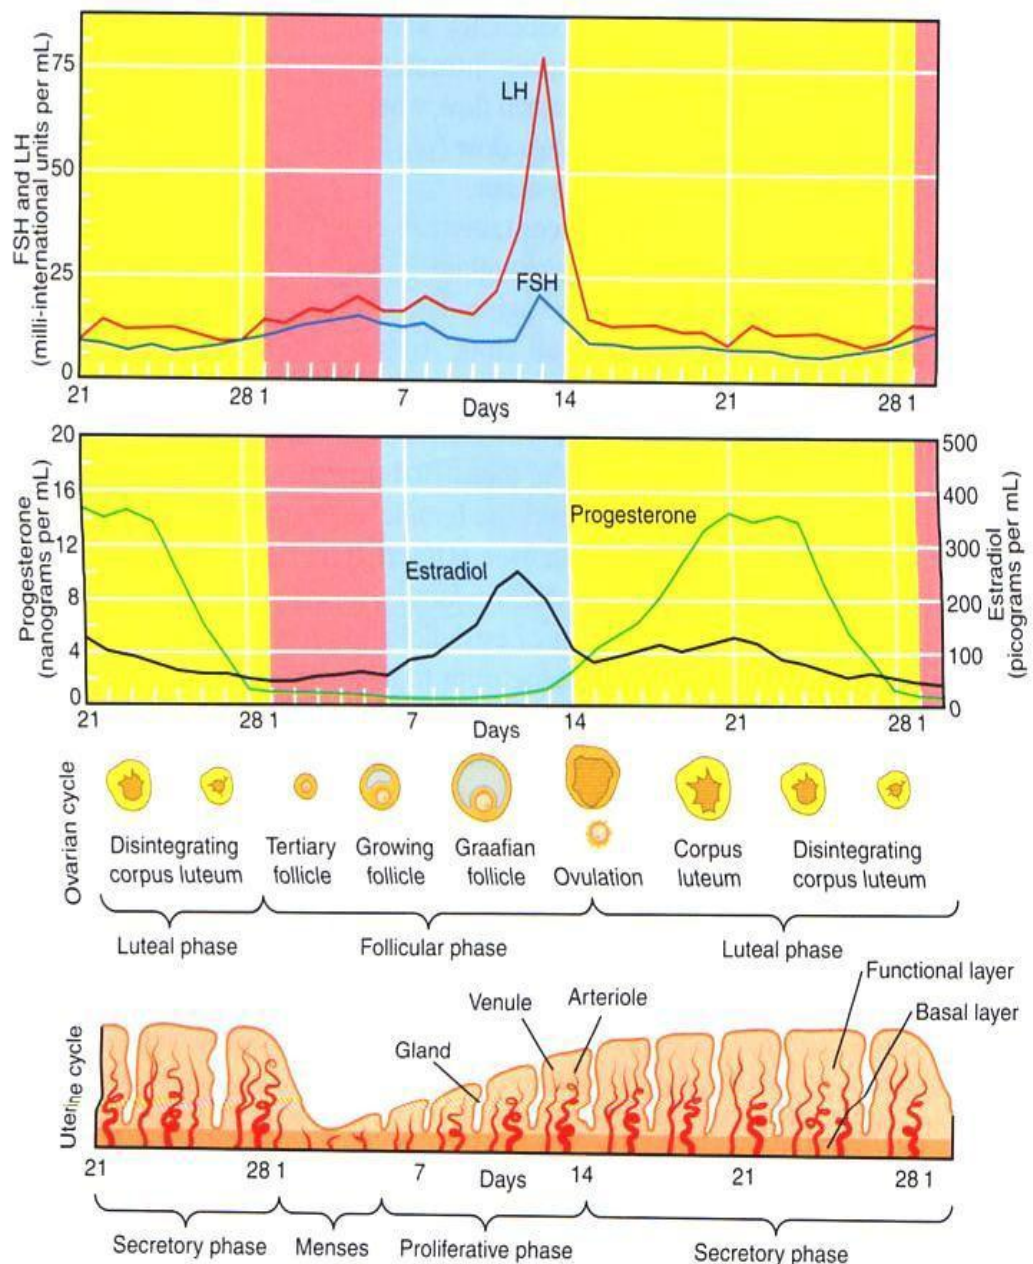 FSH and LH
(milli-international units per mL)
75
50
25
0
LH
FSH
21
28 1
7
14
21
28 1
Days
Progesterone
(nanograms per mL)
20
16
12
8
4
0
Estradiol
Progesterone
500
400
300
200
100
0
Estradiol
(picograms per mL)
21
28 1
7
14
21
28 1
Days
Ovarian cycle
Disintegrating
corpus luteum
Tertiary
follicle
Growing
follicle
Graafian
follicle
Ovulation
Corpus
luteum
Disintegrating
corpus luteum
Luteal phase
Follicular phase
Luteal phase
Uterine cycle
Gland
Venule
Arteriole
Functional layer
Basal layer
21
28 1
7
Days
14
21
28 1
Secretory phase
Menses
Proliferative phase
Secretory phase